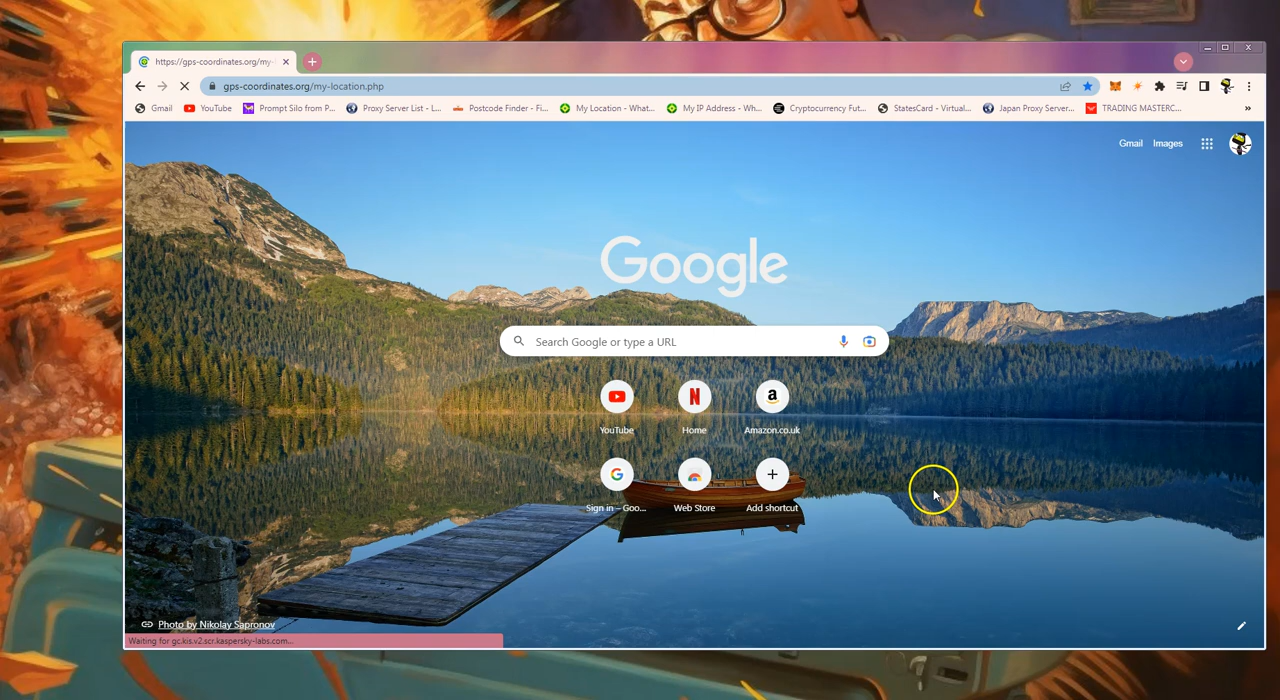 https://gps-coordinates.org/my-
gps-coordinates.org/my-location.php
Gmail YouTube Prompt Silo from P... Proxy Server List - L... Postcode Finder - Fi... My Location - What... My IP Address - Wh... Cryptocurrency Fut... StatesCard - Virtual... Japan Proxy Server... TRADING MASTERC... »
Gmail Images
Google
Search Google or type a URL
YouTube Home Amazon.co.uk
Sign in – Goo... Web Store Add shortcut
Photo by Nikolay Sapronov
Waiting for gc.kis.v2.scr.kaspersky-labs.com...